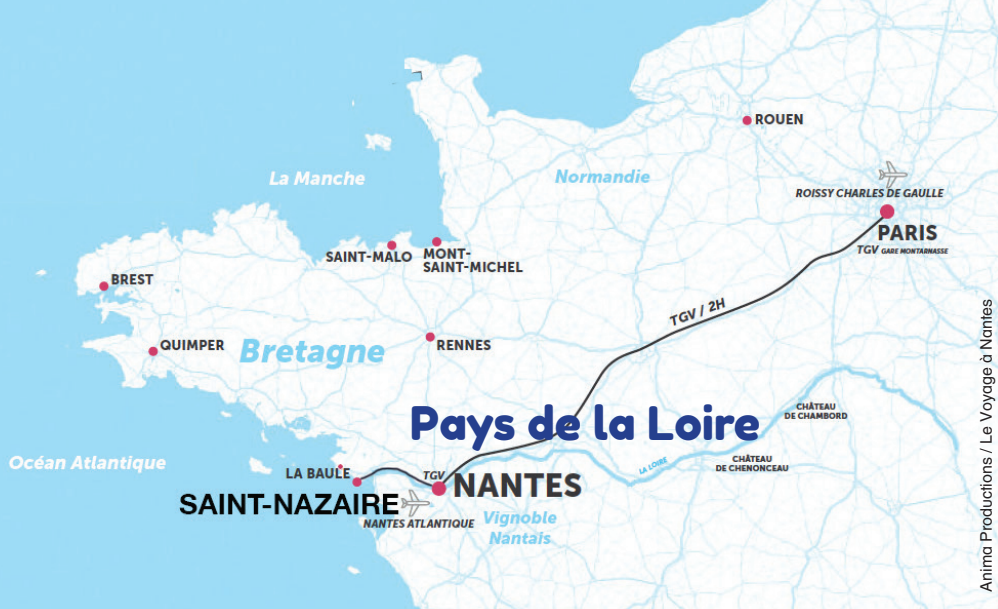 ROUEN
La Manche
Normandie
ROISSY CHARLES DE GAULLE
PARIS
TGV GARE MONTARNASSE
SAINT-MALO
MONT-
SAINT-MICHEL
BREST
TGV / 2H
QUIMPER
Bretagne
RENNES
Pays de la Loire
CHÂTEAU
DE CHAMBORD
Océan Atlantique
LA BAULE
TGV
LA LOIRE
CHÂTEAU
DE CHENONCEAU
NANTES
SAINT-NAZAIRE
NANTES ATLANTIQUE
Vignoble
Nantais
Anima Productions / Le Voyage à Nantes